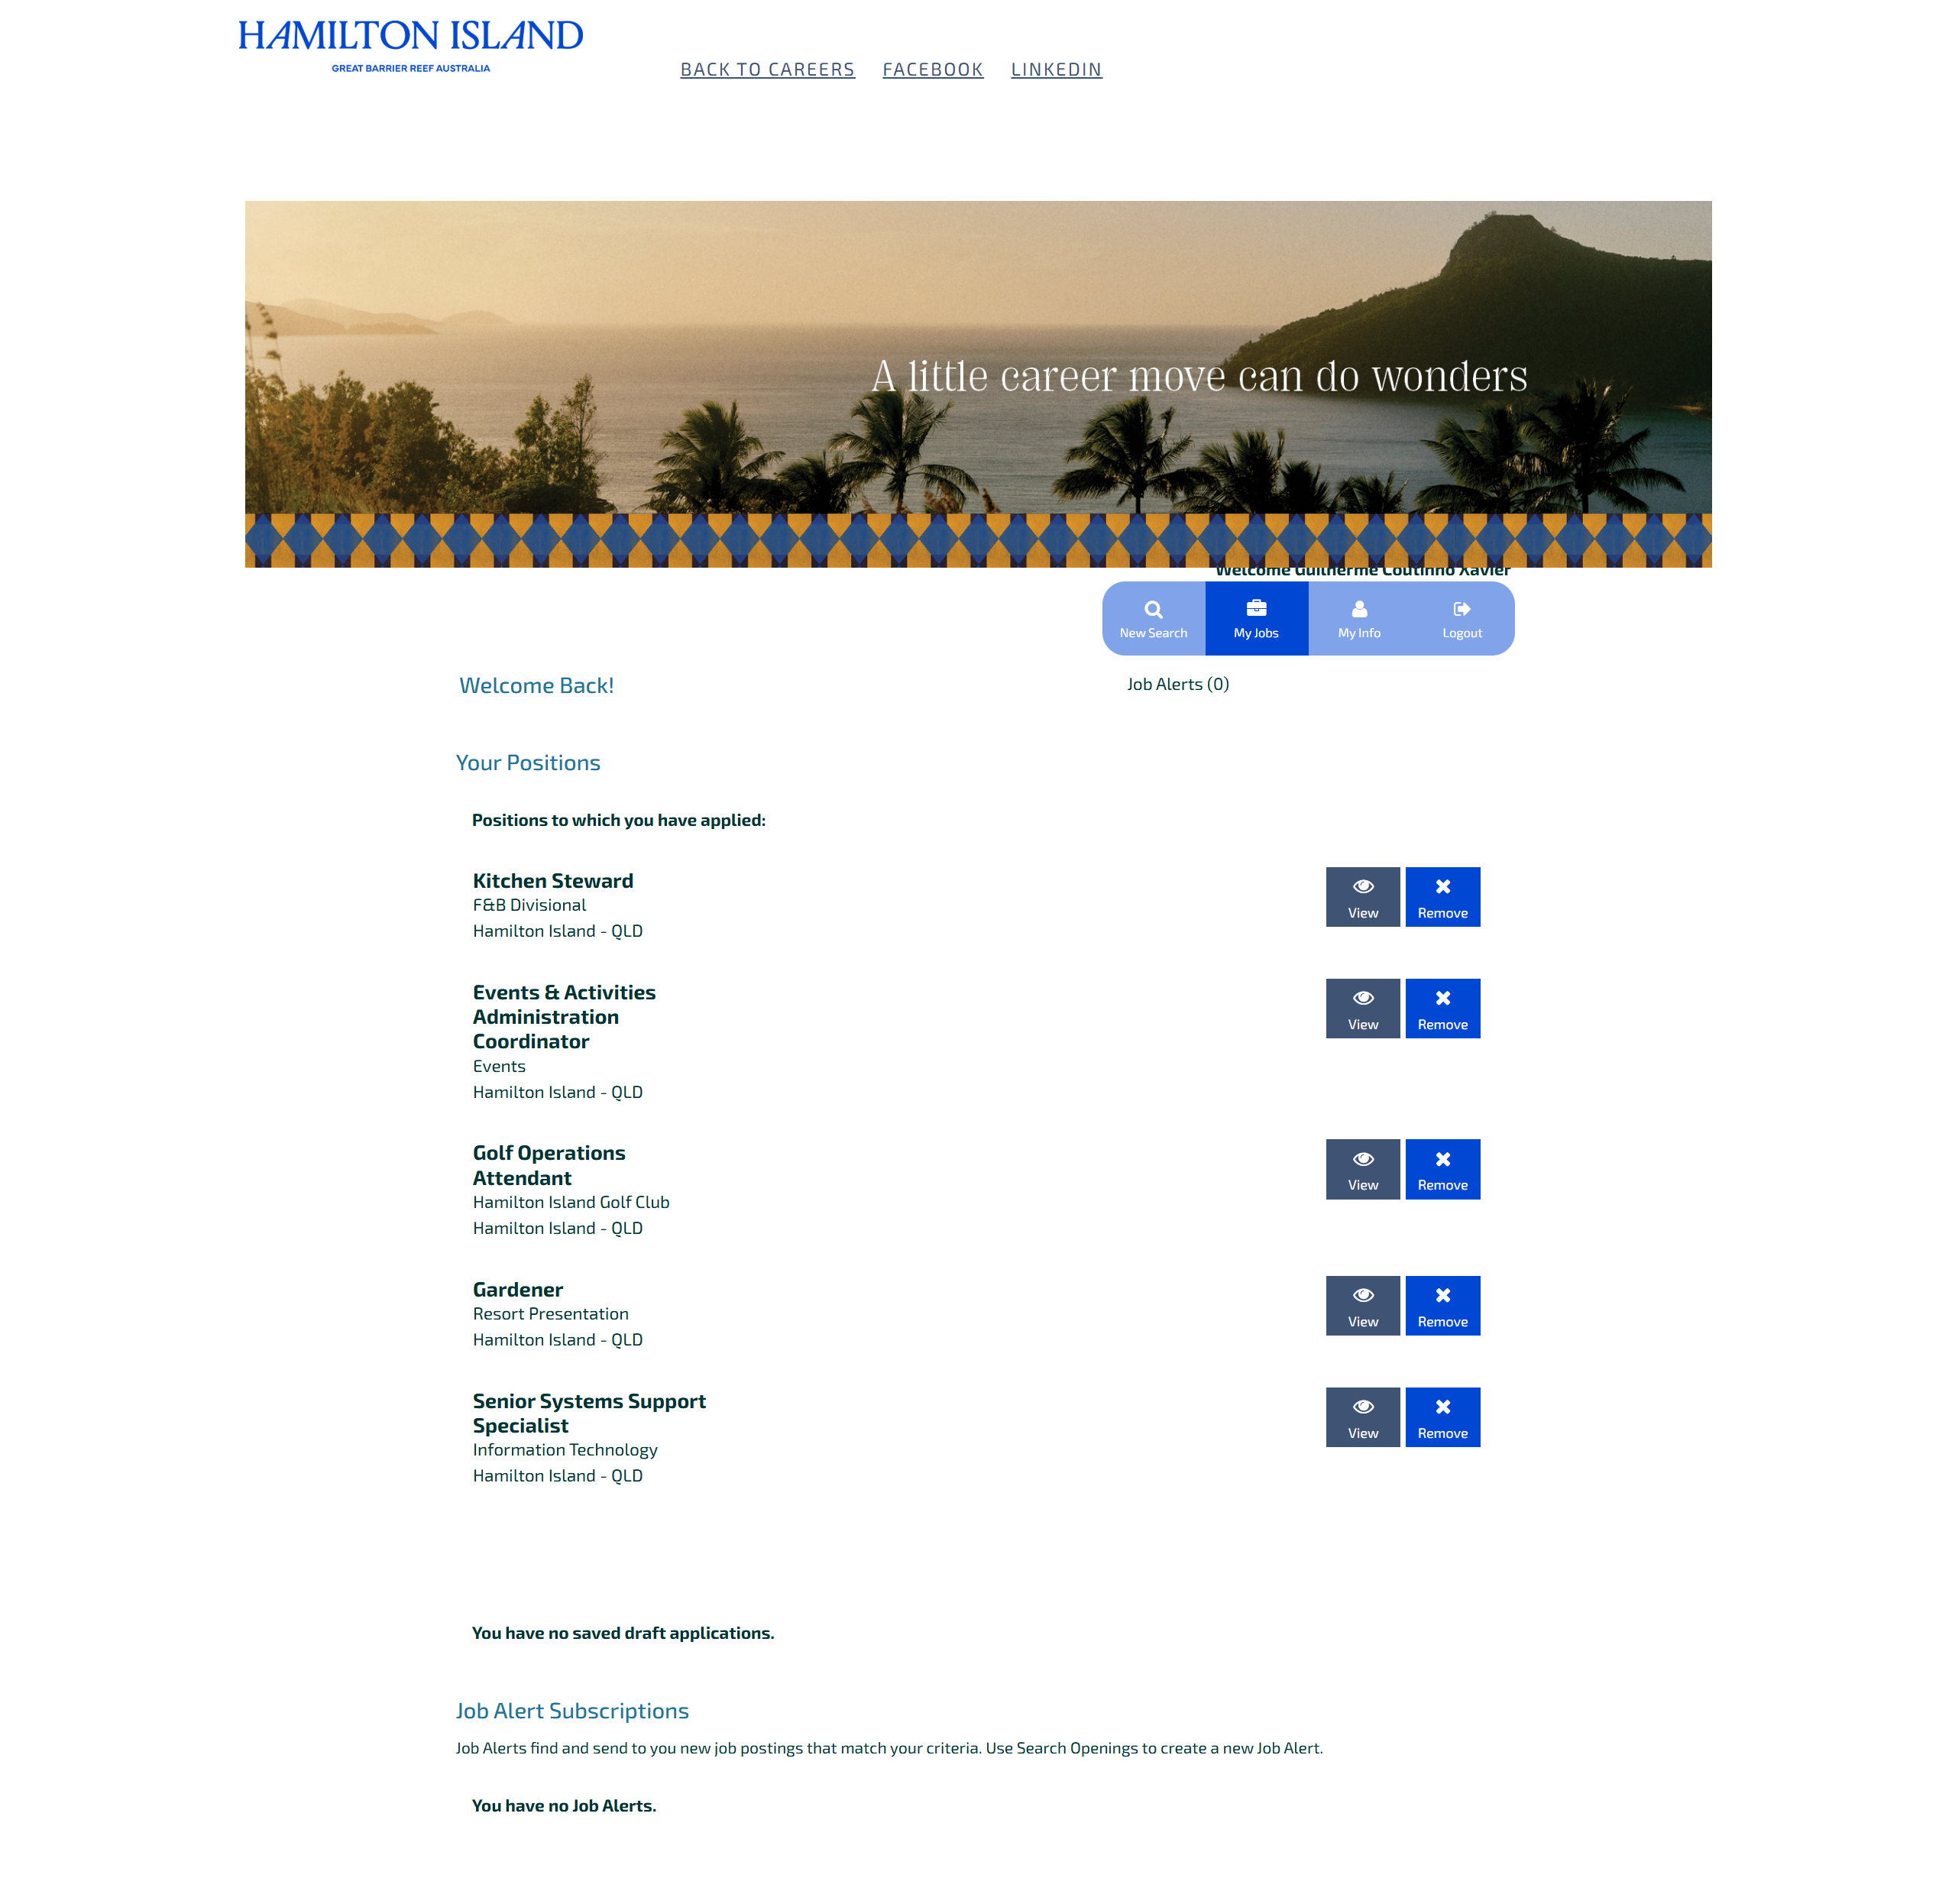 HAMILTON ISLAND
GREAT BARRIER REEF AUSTRALIA
BACK TO CAREERS FACEBOOK LINKEDIN
A little career move can do wonders
Welcome Guilherme Coutinho Xavier
New Search My Jobs My Info Logout
Welcome Back!
Job Alerts (0)
Your Positions
Positions to which you have applied:
Kitchen Steward
F&B Divisional
Hamilton Island - QLD
View Remove
Events & Activities
Administration
Coordinator
Events
Hamilton Island - QLD
View Remove
Golf Operations
Attendant
Hamilton Island Golf Club
Hamilton Island - QLD
View Remove
Gardener
Resort Presentation
Hamilton Island - QLD
View Remove
Senior Systems Support
Specialist
Information Technology
Hamilton Island - QLD
View Remove
You have no saved draft applications.
Job Alert Subscriptions
Job Alerts find and send to you new job postings that match your criteria. Use Search Openings to create a new Job Alert.
You have no Job Alerts.